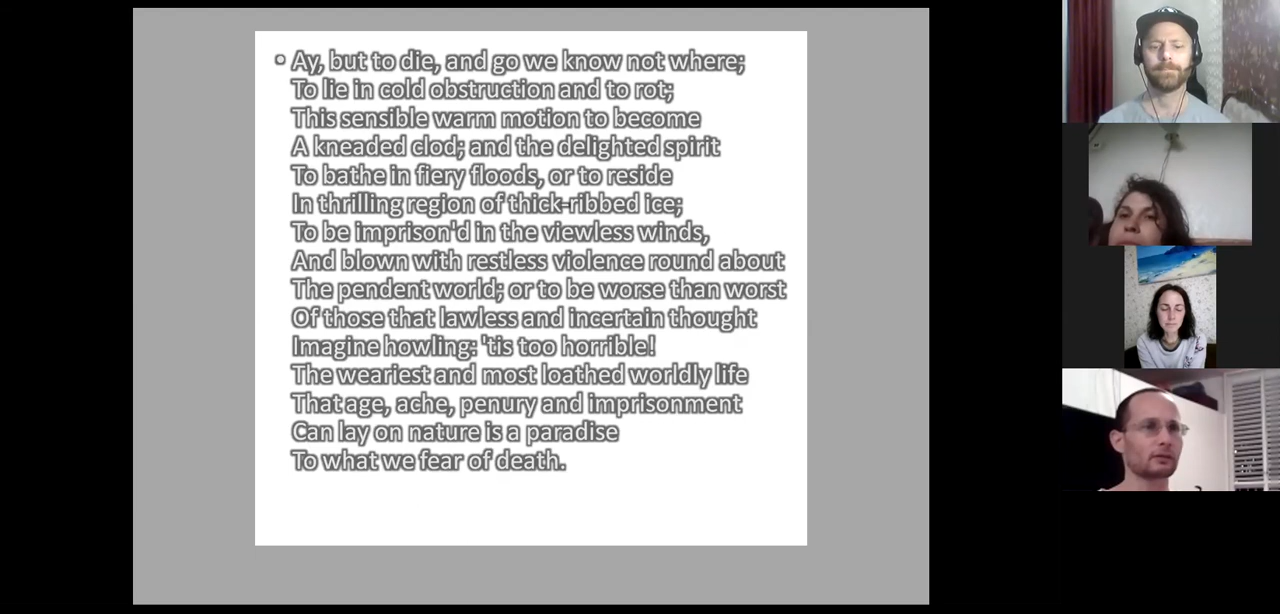 • Ay, but to die, and go we know not where;
To lie in cold obstruction and to rot;
This sensible warm motion to become
A kneaded clod; and the delighted spirit
To bathe in fiery floods, or to reside
In thrilling region of thick-ribbed ice;
To be imprison'd in the viewless winds,
And blown with restless violence round about
The pendent world; or to be worse than worst
Of those that lawless and incertain thought
Imagine howling: 'tis too horrible!
The weariest and most loathed worldly life
That age, ache, penury and imprisonment
Can lay on nature is a paradise
To what we fear of death.